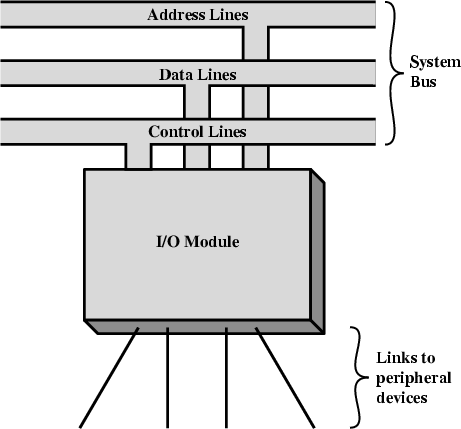 Address Lines
Data Lines
Control Lines
System
Bus
I/O Module
Links to
peripheral
devices